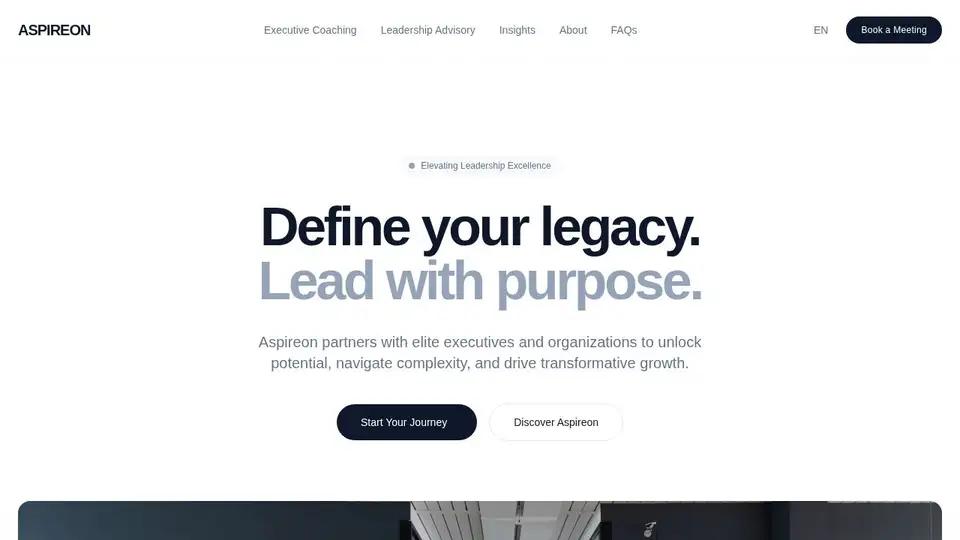 ASPIREON
Executive Coaching
Leadership Advisory
Insights
About
FAQs
EN
Book a Meeting
Elevating Leadership Excellence
Define your legacy.
Lead with purpose.
Aspireon partners with elite executives and organizations to unlock
potential, navigate complexity, and drive transformative growth.
Start Your Journey
Discover Aspireon